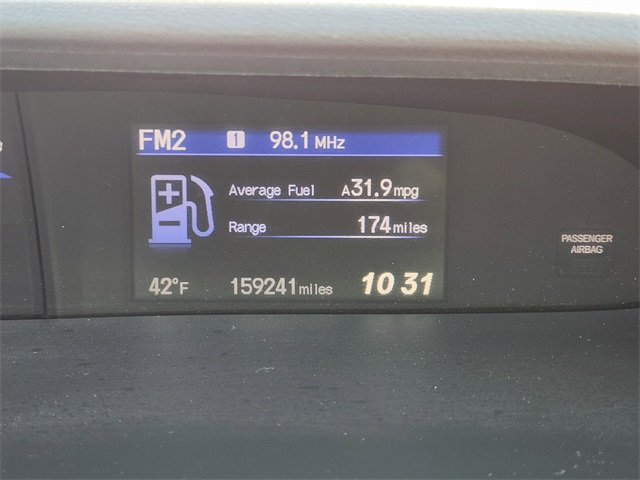 FM2 1 98.1 MHz
Average Fuel A31.9mpg
Range 174miles
42°F 159241miles 10 31
PASSENGER
AIRBAG